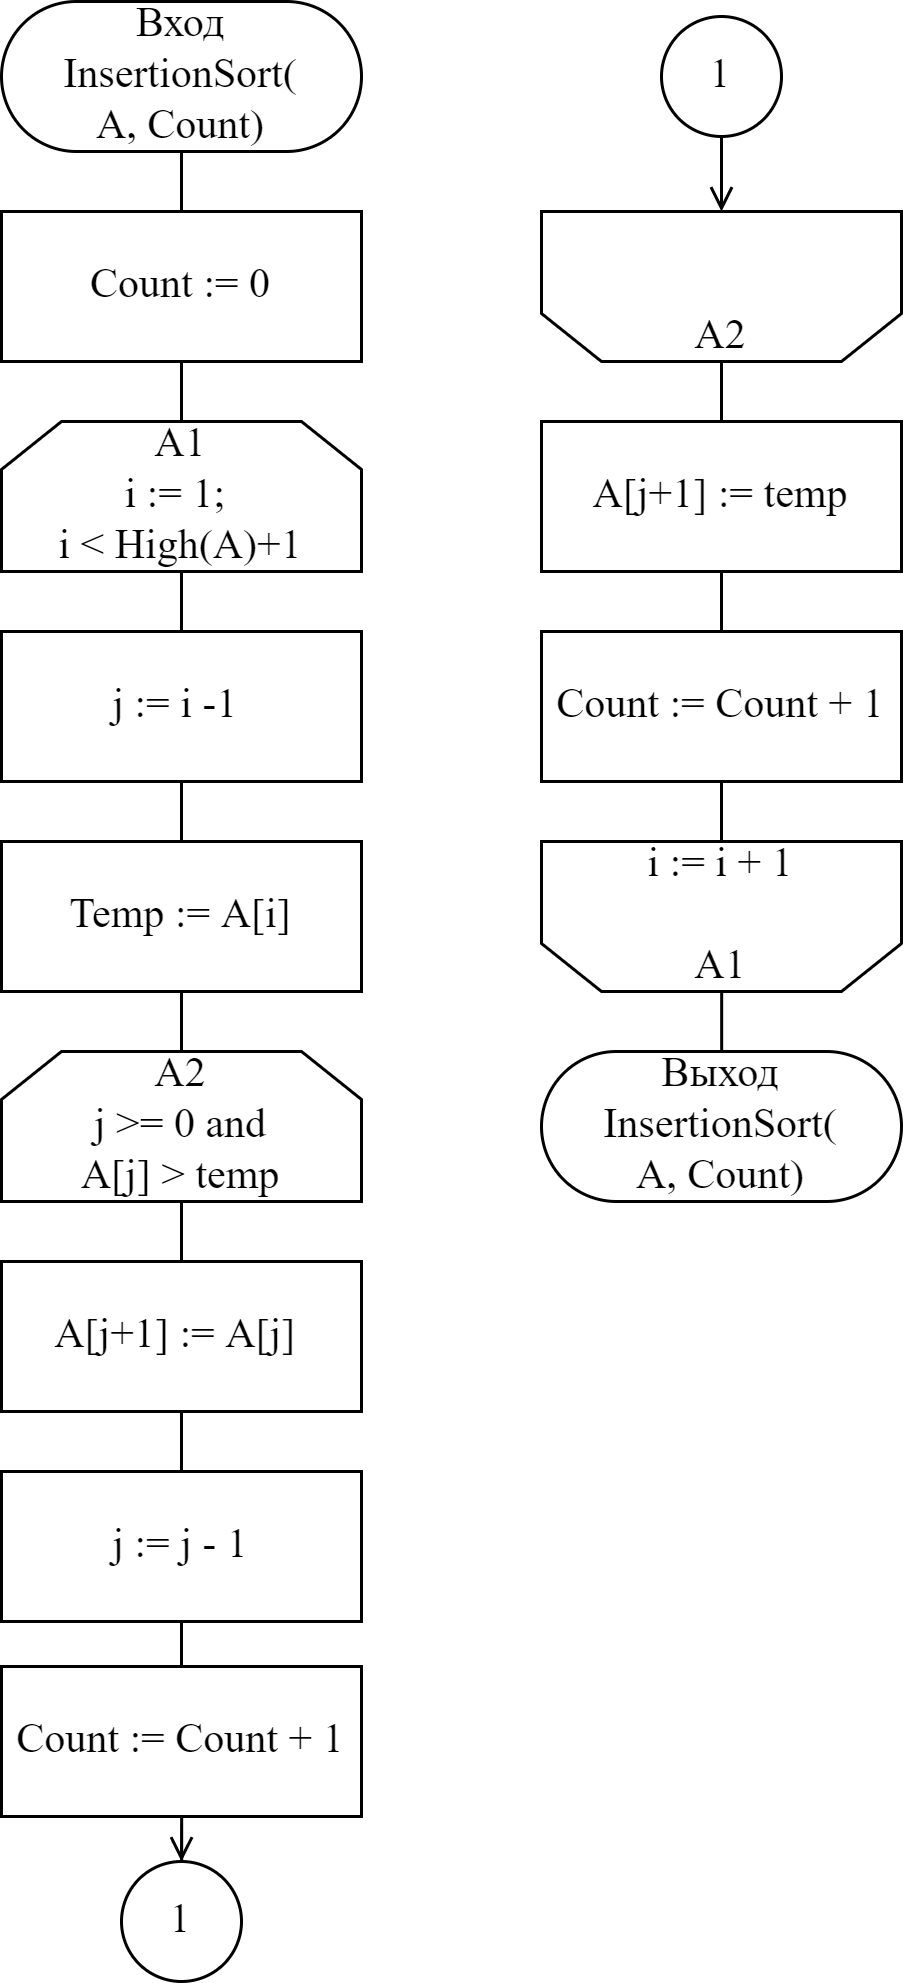 Вход
InsertionSort(
A, Count)
Count := 0
A1
i := 1;
i < High(A)+1
j := i -1
Temp := A[i]
A2
j >= 0 and
A[j] > temp
A[j+1] := A[j]
j := j - 1
Count := Count + 1
1
1
A2
A[j+1] := temp
Count := Count + 1
i := i + 1
A1
Выход
InsertionSort(
A, Count)